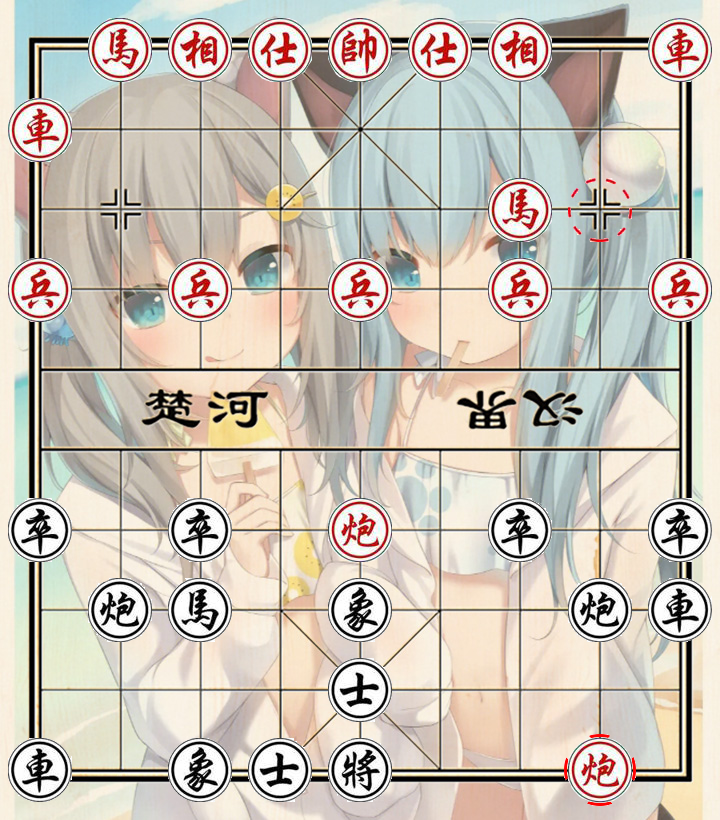 馬相仕帥仕相車
車
馬
兵兵兵兵兵
楚河 汉界
卒卒炮卒卒
炮馬象炮車
士
車象士將炮